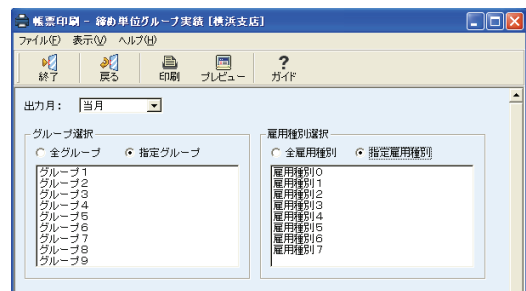 帳票印刷 - 締め単位グループ実績 [横浜支店]
ファイル(F) 表示(V) ヘルプ(H)
終了 戻る 印刷 プレビュー ガイド
出力月: 当月
グループ選択
全グループ 指定グループ
グループ1
グループ2
グループ3
グループ4
グループ5
グループ6
グループ7
グループ8
グループ9
雇用種別選択
全雇用種別 指定雇用種別
雇用種別0
雇用種別1
雇用種別2
雇用種別3
雇用種別4
雇用種別5
雇用種別6
雇用種別7